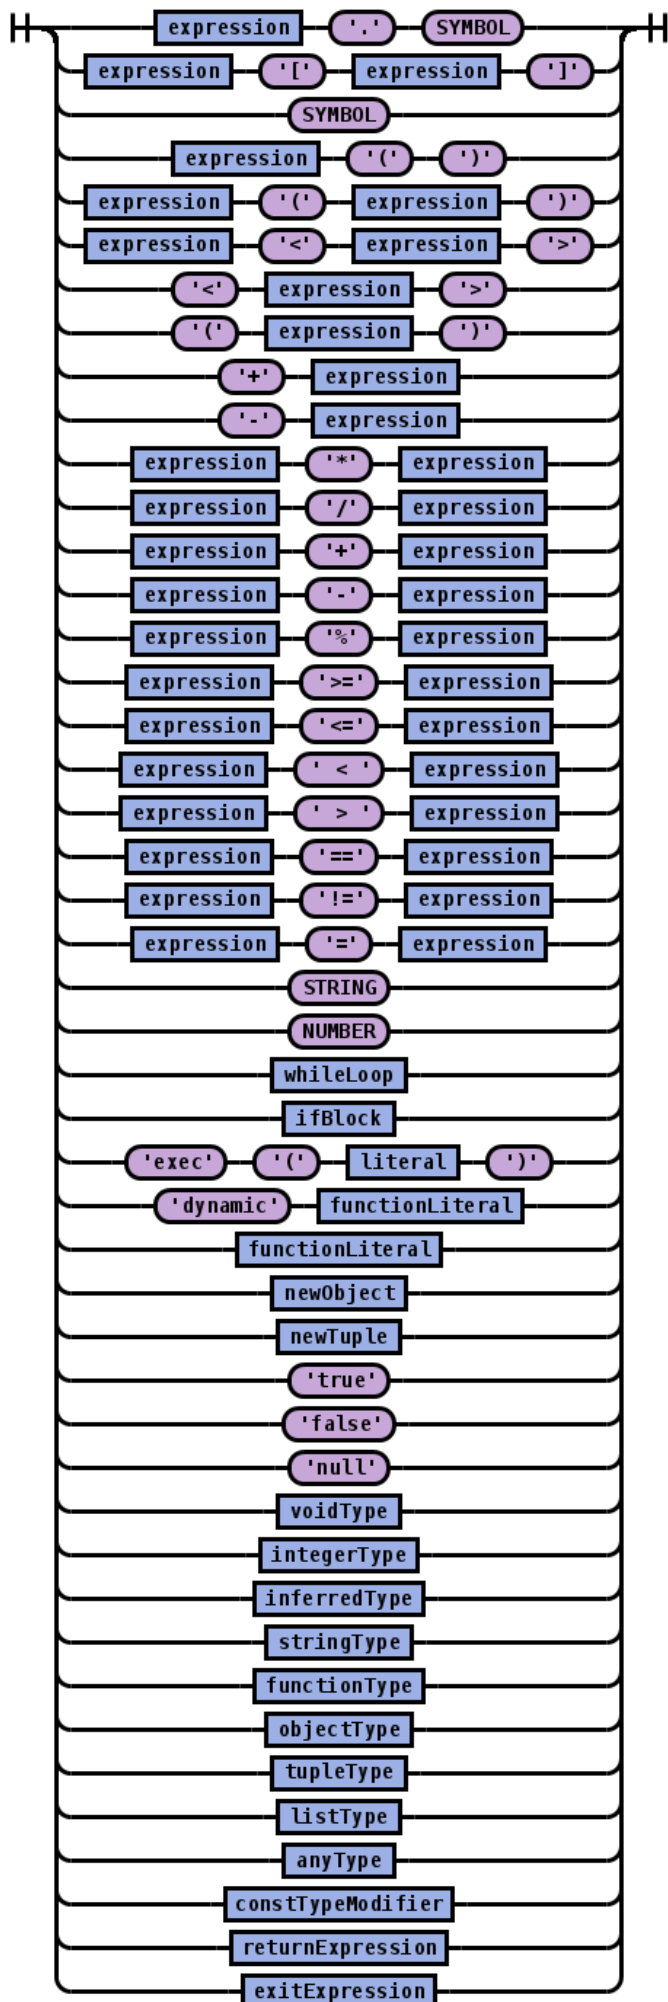 expression '.' SYMBOL
expression '[' expression ']'
SYMBOL
expression '(' ')'
expression '(' expression ')'
expression '<' expression '>'
'<' expression '>'
'(' expression ')'
'+' expression
'-' expression
expression '*' expression
expression '/' expression
expression '+' expression
expression '-' expression
expression '%' expression
expression '>=' expression
expression '<=' expression
expression ' < ' expression
expression ' > ' expression
expression '==' expression
expression '!=' expression
expression '=' expression
STRING
NUMBER
whileLoop
ifBlock
'exec' '(' literal ')'
'dynamic' functionLiteral
functionLiteral
newObject
newTuple
'true'
'false'
'null'
voidType
integerType
inferredType
stringType
functionType
objectType
tupleType
listType
anyType
constTypeModifier
returnExpression
exitExpression